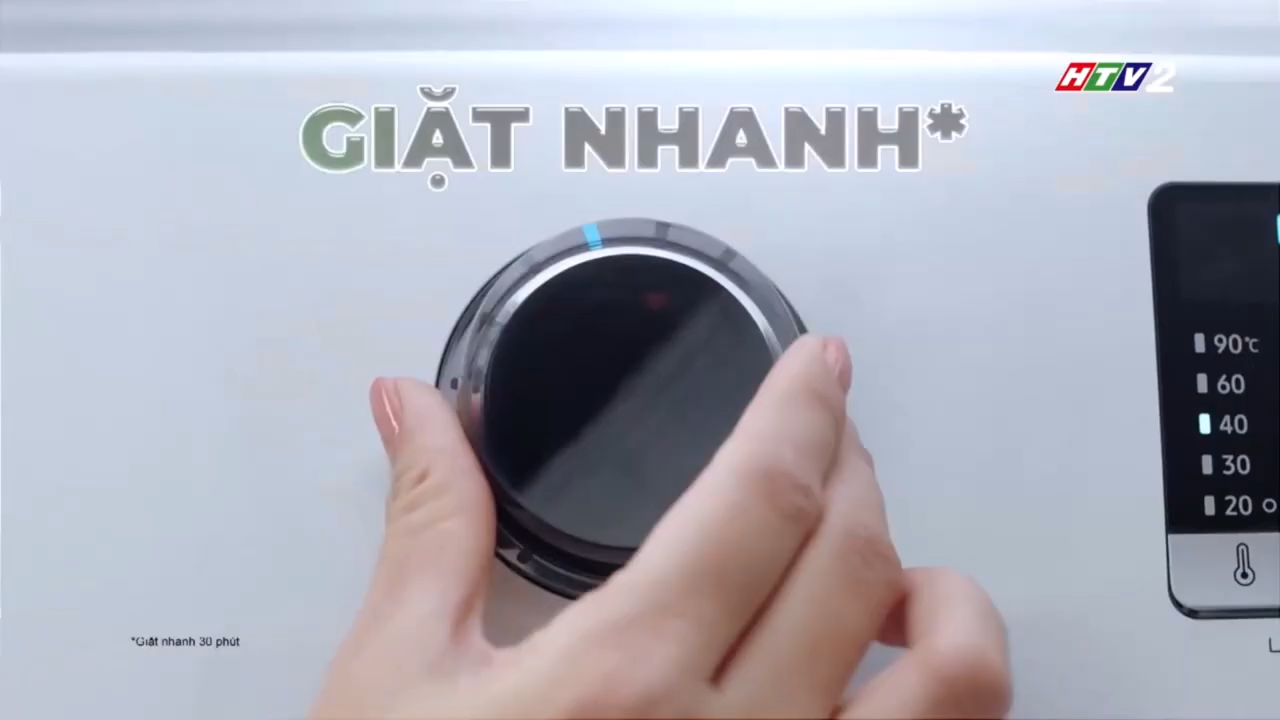 HTV2
GIẶT NHANH*
90°C
60
40
30
20
*Giặt nhanh 30 phút